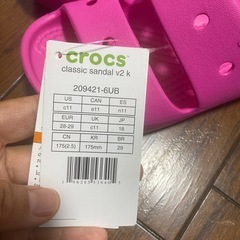 crocs
classic sandal v2 k
209421-6UB
US CAN ES
c11 e11 n11
EUR UK JP
28-29 c11 18
CN KR BR
175(2.5) 175mm 28